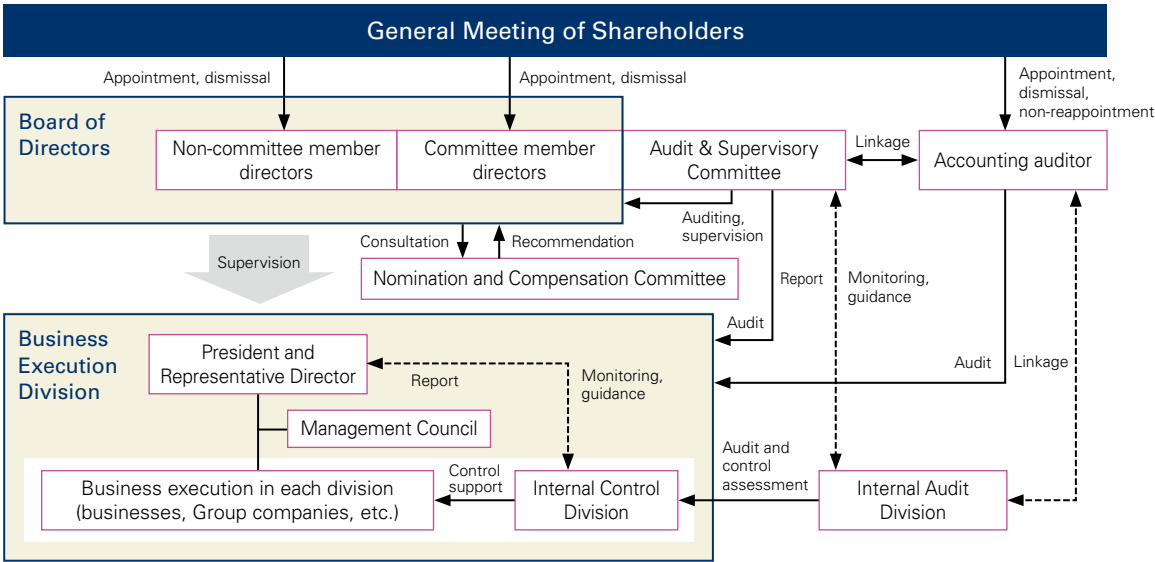 General Meeting of Shareholders
Appointment, dismissal
Appointment, dismissal
Appointment,
dismissal,
non-reappointment
Board of
Directors
Non-committee member
directors
Committee member
directors
Audit & Supervisory
Committee
Linkage
Accounting auditor
Auditing,
supervision
Consultation
Recommendation
Supervision
Nomination and Compensation Committee
Report
Monitoring,
guidance
Business
Execution
Division
Audit
President and
Representative Director
Report
Monitoring,
guidance
Audit
Linkage
Management Council
Business execution in each division
(businesses, Group companies, etc.)
Control
support
Internal Control
Division
Audit and
control
assessment
Internal Audit
Division